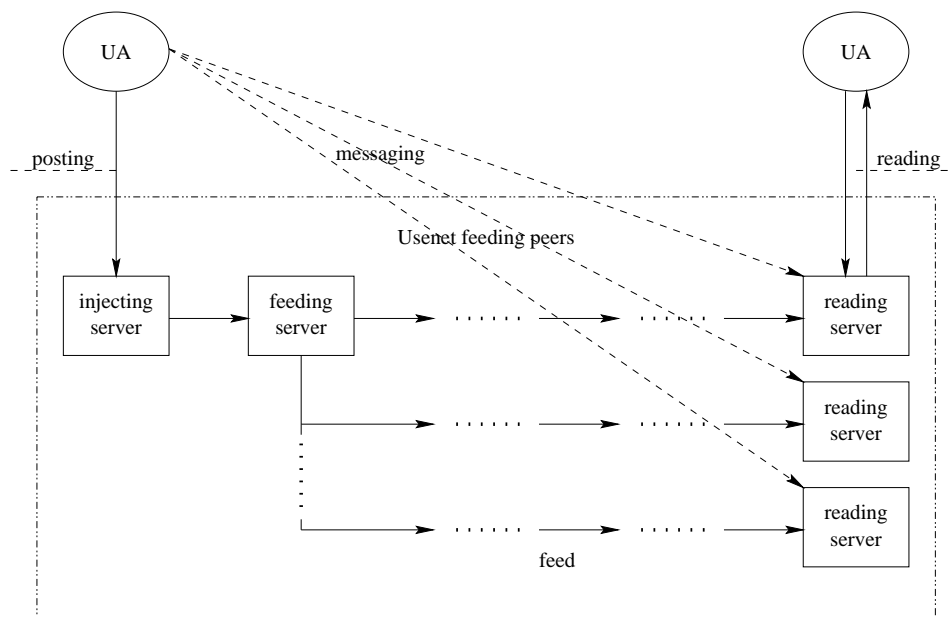 UA
UA
posting
messaging
reading
Usenet feeding peers
injecting
server
feeding
server
reading
server
reading
server
reading
server
feed